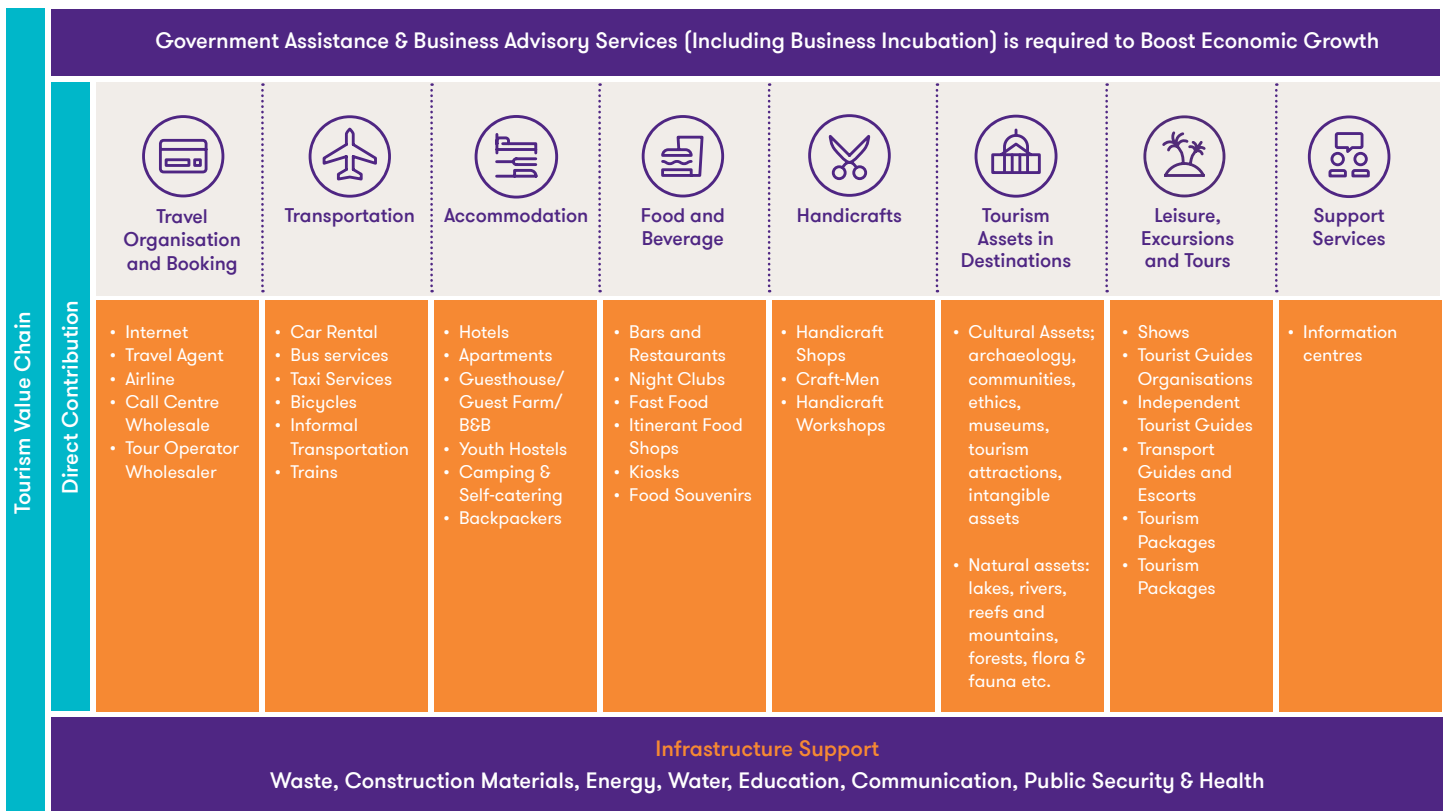 Government Assistance & Business Advisory Services (Including Business Incubation) is required to Boost Economic Growth
Tourism Value Chain
Direct Contribution
Travel
Organisation
and Booking
• Internet
• Travel Agent
• Airline
• Call Centre
Wholesale
• Tour Operator
Wholesaler
Transportation
• Car Rental
• Bus services
• Taxi Services
• Bicycles
• Informal
Transportation
• Trains
Accommodation
• Hotels
• Apartments
• Guesthouse/
Guest Farm/
B&B
• Youth Hostels
• Camping &
Self-catering
• Backpackers
Food and
Beverage
• Bars and
Restaurants
• Night Clubs
• Fast Food
• Itinerant Food
Shops
• Kiosks
• Food Souvenirs
Handicrafts
• Handicraft
Shops
• Craft-Men
• Handicraft
Workshops
Tourism
Assets in
Destinations
• Cultural Assets;
archaeology,
communities,
ethics,
museums,
tourism
attractions,
intangible
assets
• Natural assets:
lakes, rivers,
reefs and
mountains,
forests, flora &
fauna etc.
Leisure,
Excursions
and Tours
• Shows
• Tourist Guides
Organisations
• Independent
Tourist Guides
• Transport
Guides and
Escorts
• Tourism
Packages
• Tourism
Packages
Support
Services
• Information
centres
Infrastructure Support
Waste, Construction Materials, Energy, Water, Education, Communication, Public Security & Health